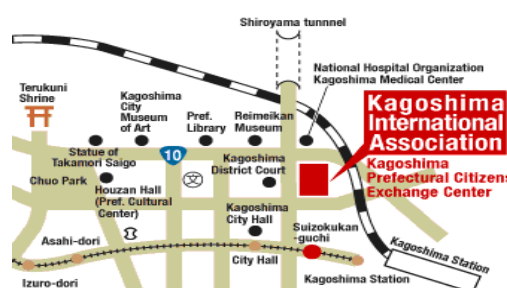 Shiroyama tunnnel
National Hospital Organization
Kagoshima Medical Center
Terukuni
Shrine
Kagoshima
City
Museum
of Art
Pref.
Library
Reimeikan
Museum
Kagoshima
International
Association
Kagoshima
Prefectural Citizens
Exchange Center
Statue of
Takamori Saigo
10
文
Kagoshima
District Court
Chuo Park
Houzan Hall
(Pref. Cultural
Center)
Kagoshima
City Hall
Suizokukan
-guchi
Asahi-dori
City Hall
Kagoshima Station
Kagoshima Station
Izuro-dori